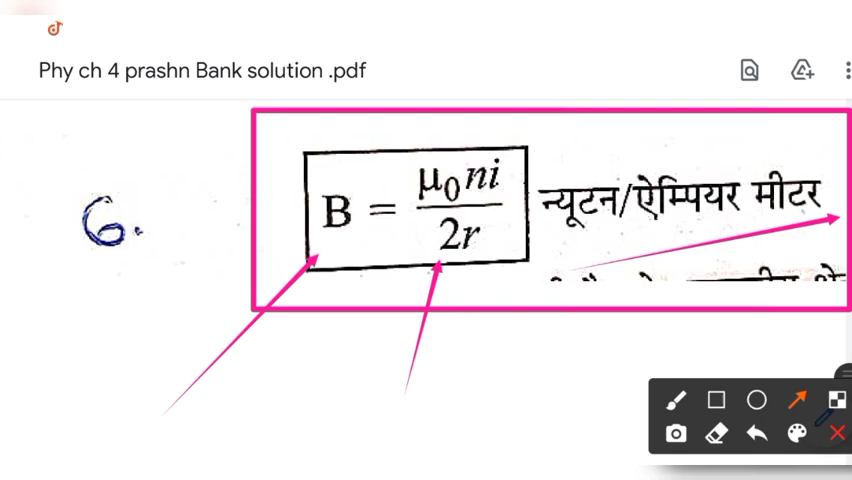 Phy ch 4 prashn Bank solution .pdf
6.
B = μ₀ni / 2r न्यूटन/ऐम्पियर मीटर